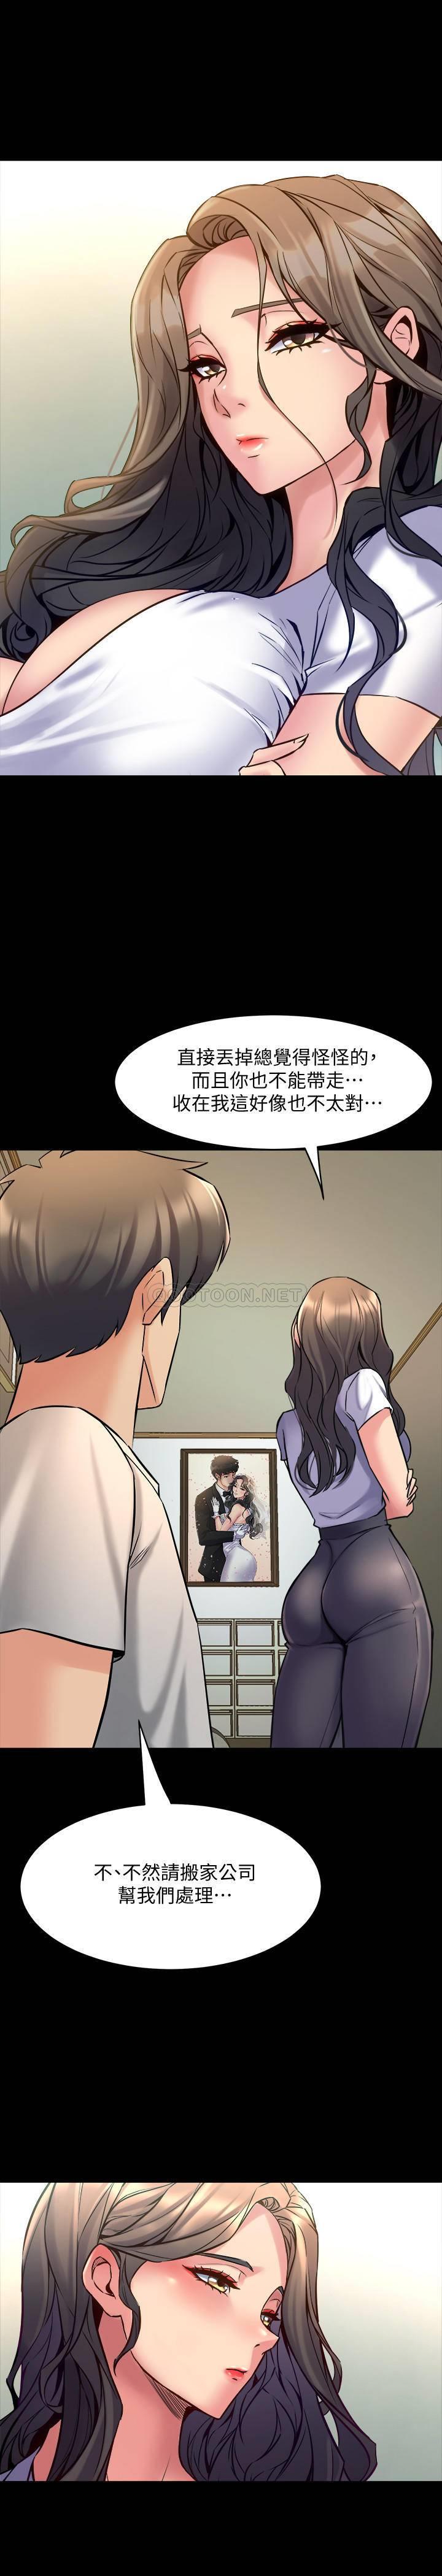 直接丟掉總覺得怪怪的，
而且你也不能帶走…
收在我這好像也不太對…
TOON.NET
不、不然請搬家公司
幫我們處理…